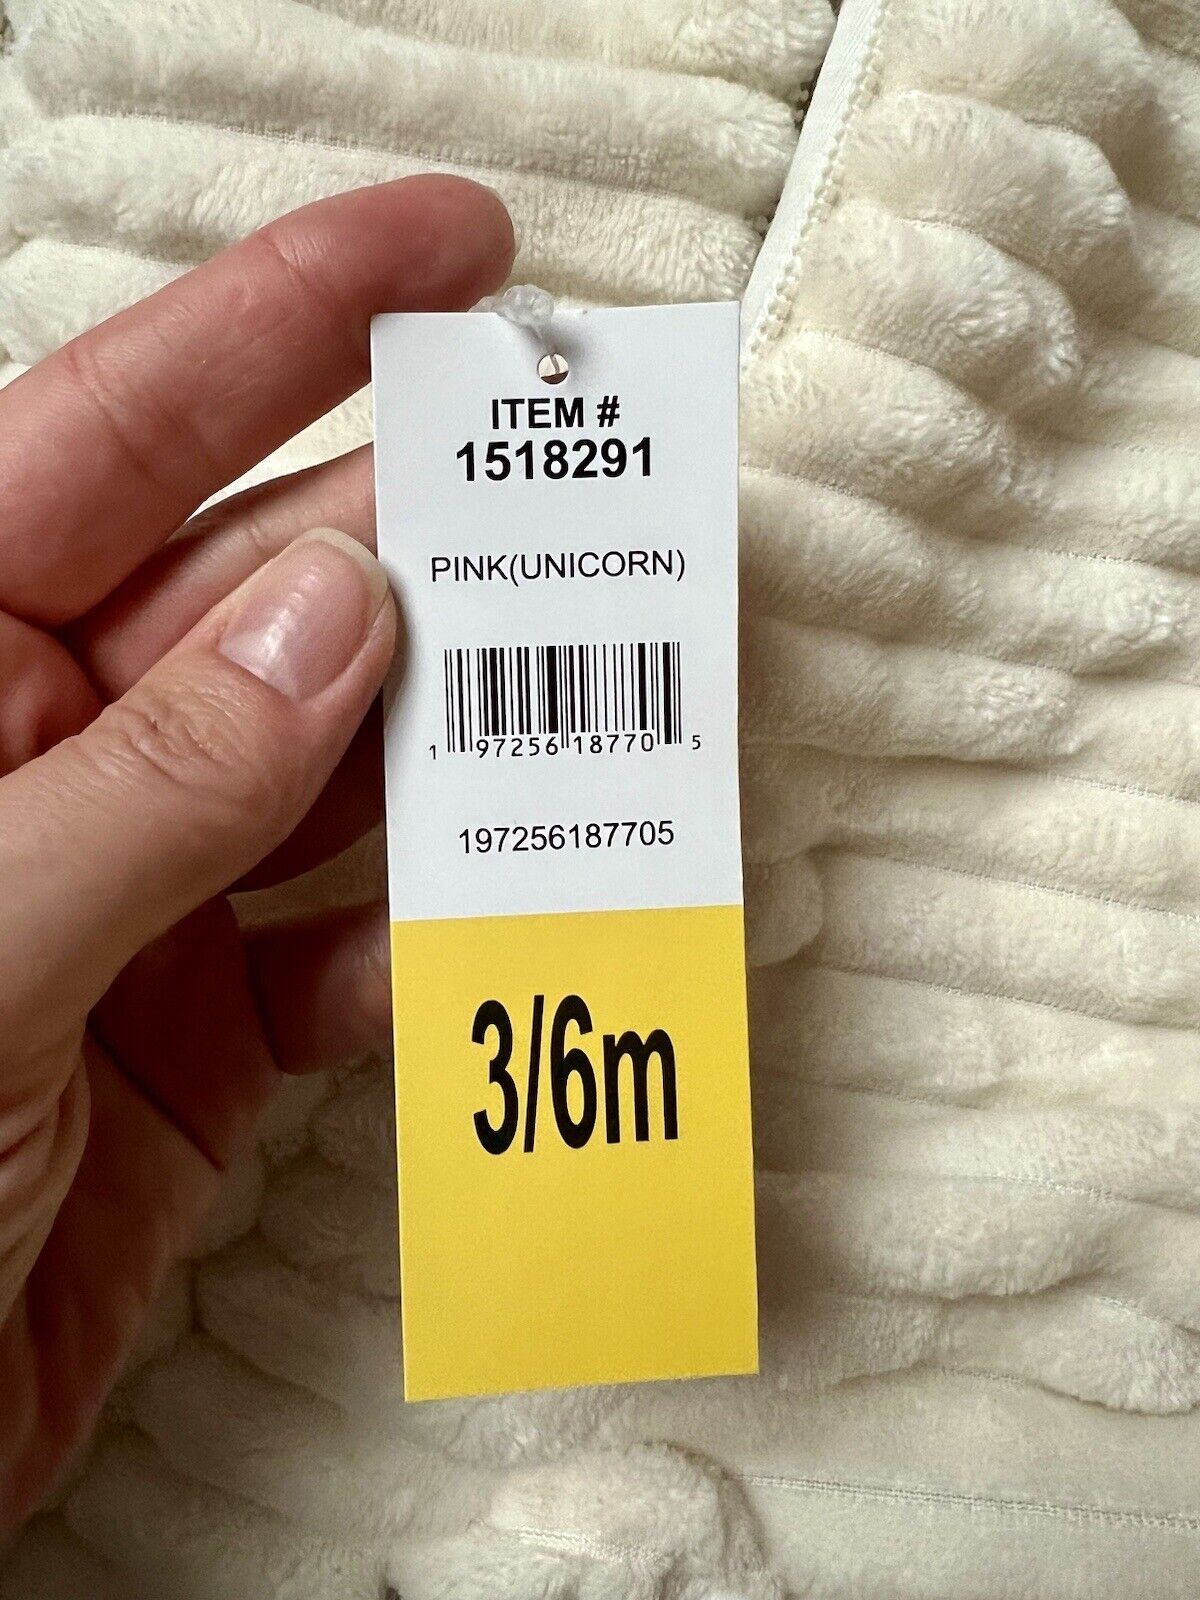 ITEM #
1518291
PINK(UNICORN)
1 97256 18770 5
197256187705
3/6m